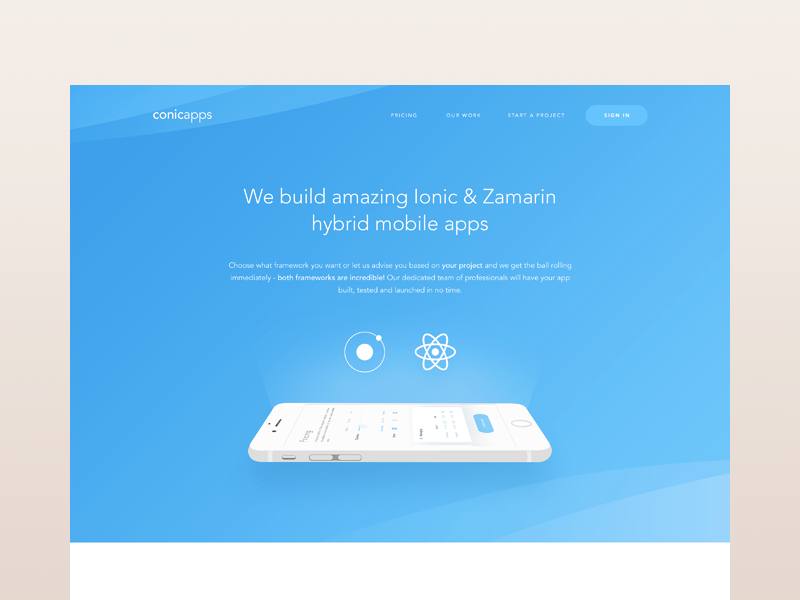 conicapps
PRICING
OUR WORK
START A PROJECT
SIGN IN
We build amazing Ionic & Zamarin
hybrid mobile apps
Choose what framework you want or let us advise you based on your project and we get the ball rolling
immediately - both frameworks are incredible! Our dedicated team of professionals will have your app
built, tested and launched in no time.